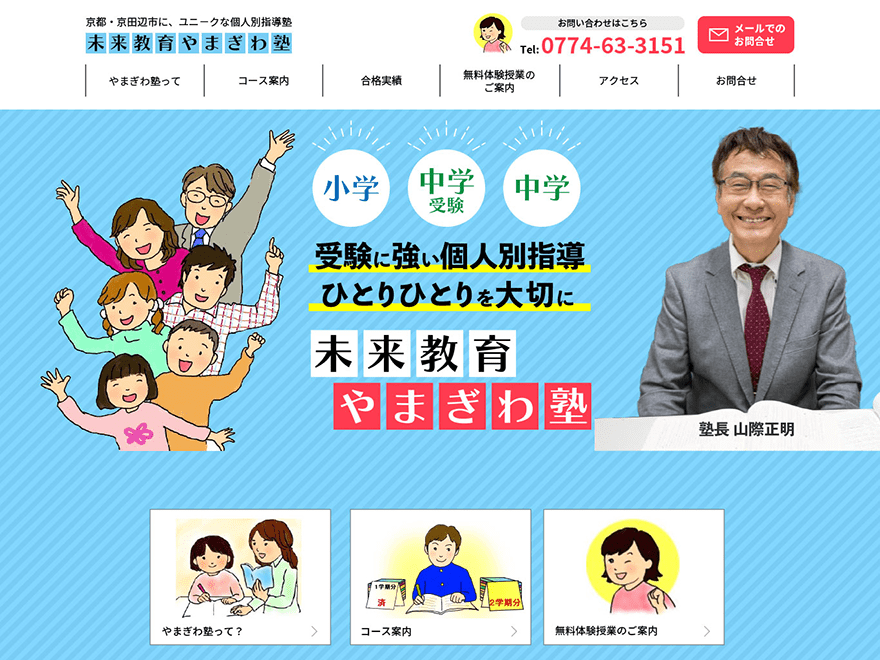 京都・京田辺市に、ユニークな個人別指導塾
未来教育やまぎわ塾
お問い合わせはこちら
Tel:0774-63-3151
メールでの
お問合せ
やまぎわ塾って
コース案内
合格実績
無料体験授業の
ご案内
アクセス
お問合せ
小学
中学
受験
中学
受験に強い個人別指導
ひとりひとりを大切に
未来教育
やまぎわ塾
塾長 山際正明
やまぎわ塾って？
1学期分
済
2学期分
コース案内
無料体験授業のご案内